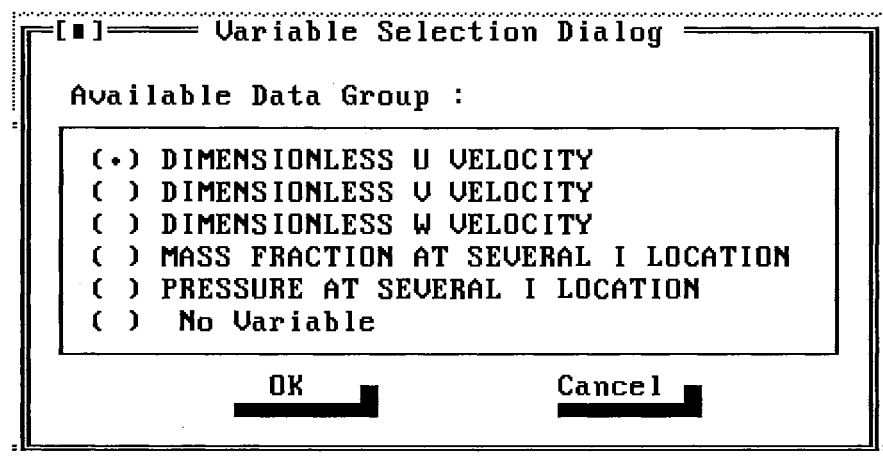 [■] Variable Selection Dialog
Available Data Group :
(•) DIMENSIONLESS U VELOCITY
( ) DIMENSIONLESS V VELOCITY
( ) DIMENSIONLESS W VELOCITY
( ) MASS FRACTION AT SEVERAL I LOCATION
( ) PRESSURE AT SEVERAL I LOCATION
( ) No Variable
OK Cancel